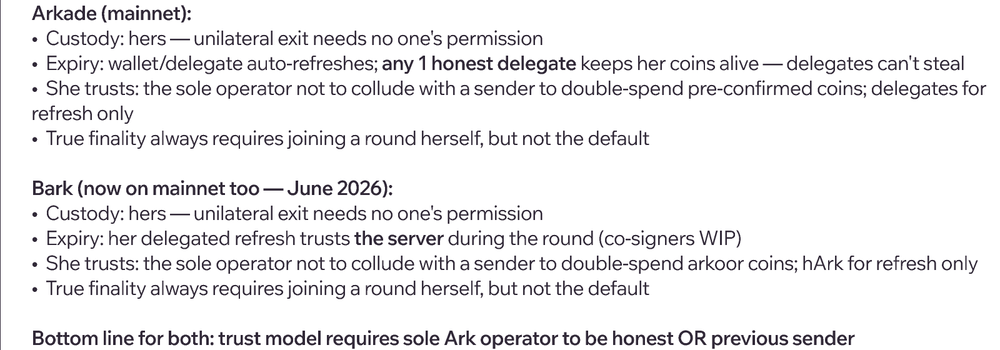 Arkade (mainnet):
• Custody: hers — unilateral exit needs no one's permission
• Expiry: wallet/delegate auto-refreshes; any 1 honest delegate keeps her coins alive — delegates can't steal
• She trusts: the sole operator not to collude with a sender to double-spend pre-confirmed coins; delegates for
refresh only
• True finality always requires joining a round herself, but not the default
Bark (now on mainnet too — June 2026):
• Custody: hers — unilateral exit needs no one's permission
• Expiry: her delegated refresh trusts the server during the round (co-signers WIP)
• She trusts: the sole operator not to collude with a sender to double-spend arkoor coins; hArk for refresh only
• True finality always requires joining a round herself, but not the default
Bottom line for both: trust model requires sole Ark operator to be honest OR previous sender